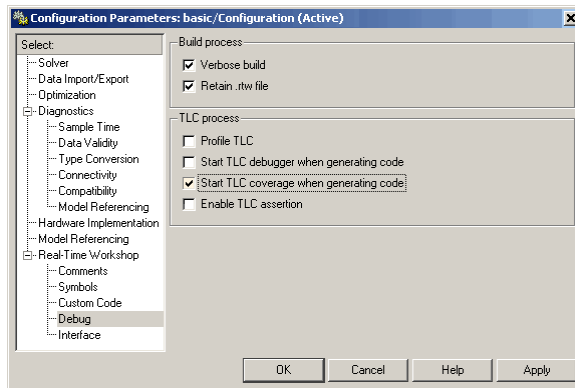 Configuration Parameters: basic/Configuration (Active)
Select:
Solver
Data Import/Export
Optimization
Diagnostics
Sample Time
Data Validity
Type Conversion
Connectivity
Compatibility
Model Referencing
Hardware Implementation
Model Referencing
Real-Time Workshop
Comments
Symbols
Custom Code
Debug
Interface
Build process
Verbose build
Retain .rtw file
TLC process
Profile TLC
Start TLC debugger when generating code
Start TLC coverage when generating code
Enable TLC assertion
OK
Cancel
Help
Apply